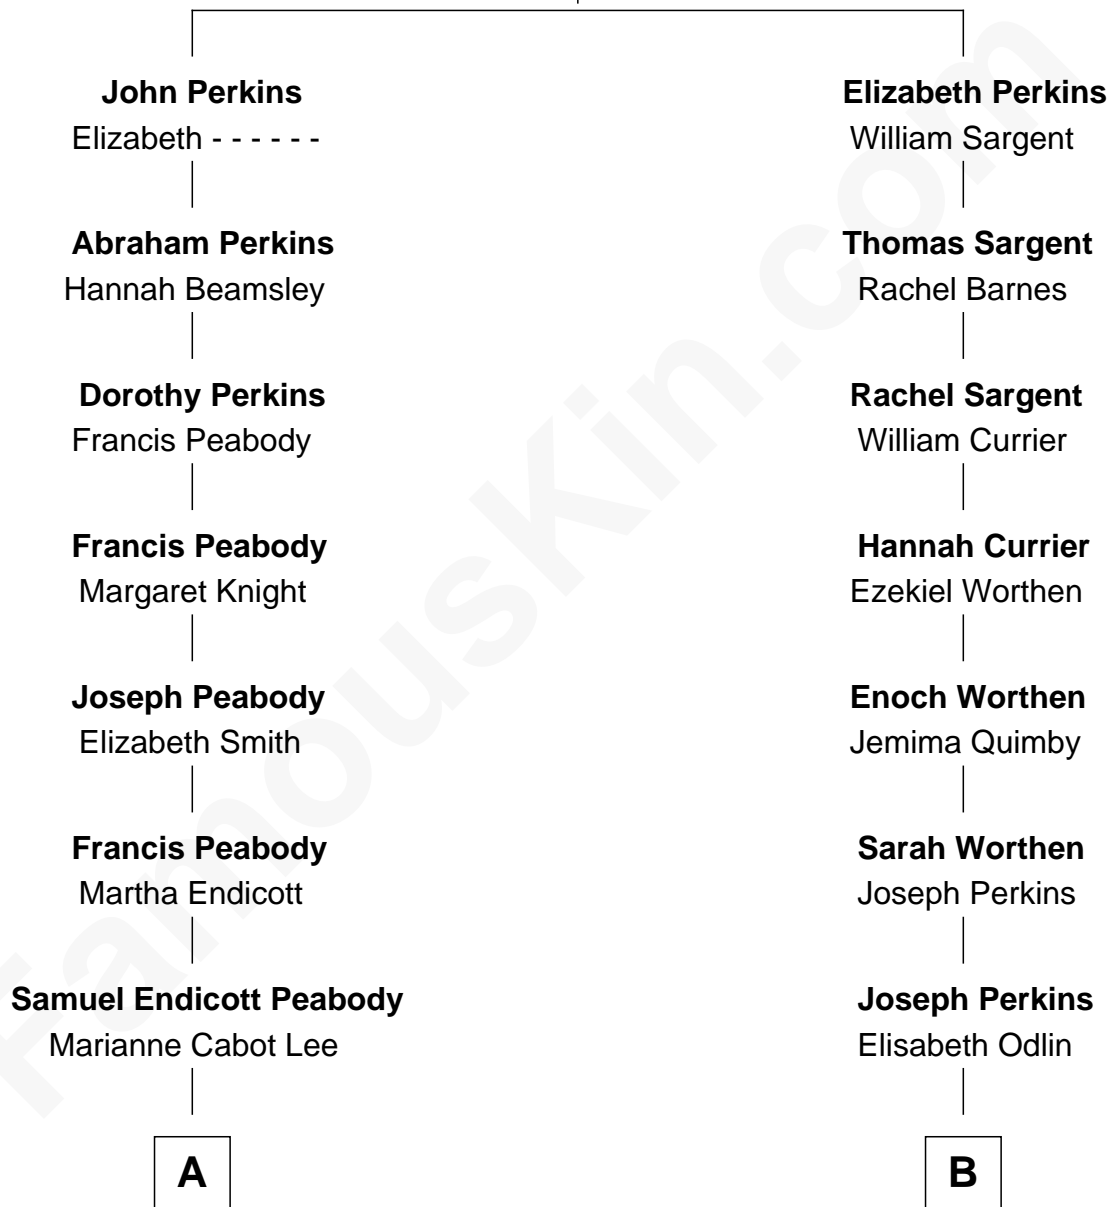 John Perkins
Elizabeth - - - - - -
Abraham Perkins
Hannah Beamsley
Dorothy Perkins
Francis Peabody
Francis Peabody
Margaret Knight
Joseph Peabody
Elizabeth Smith
Francis Peabody
Martha Endicott
Samuel Endicott Peabody
Marianne Cabot Lee
A
Elizabeth Perkins
William Sargent
Thomas Sargent
Rachel Barnes
Rachel Sargent
William Currier
Hannah Currier
Ezekiel Worthen
Enoch Worthen
Jemima Quimby
Sarah Worthen
Joseph Perkins
Joseph Perkins
Elisabeth Odlin
B
FamousKin.com